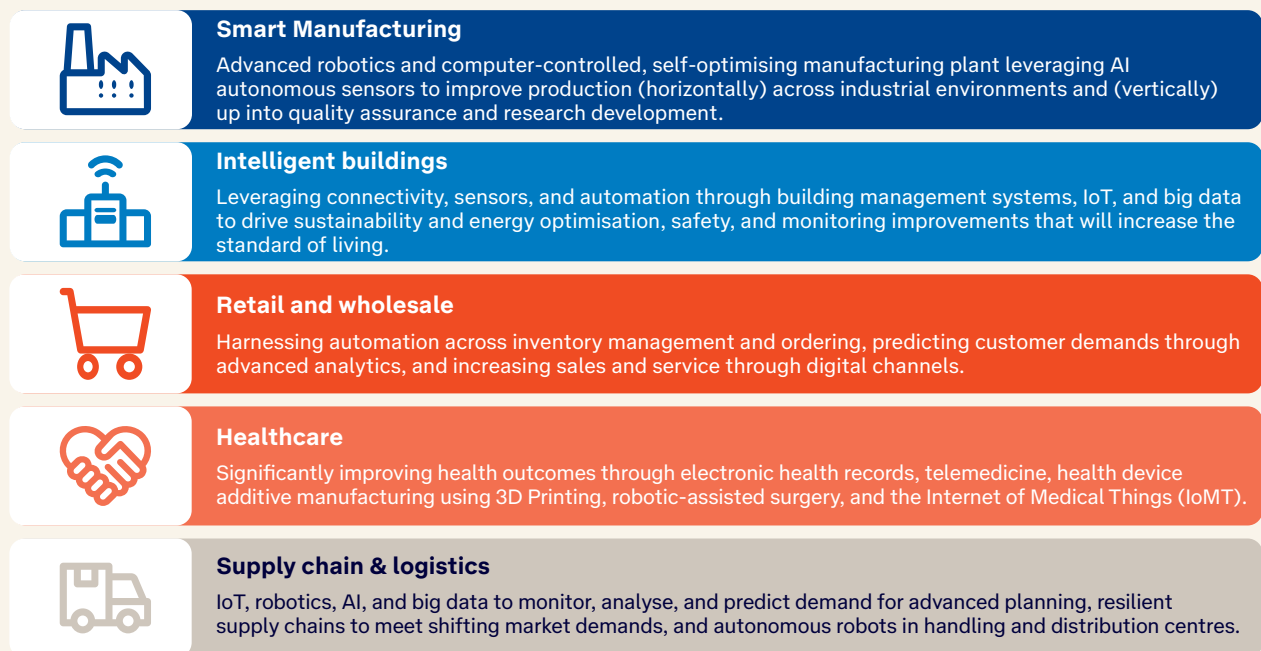 Smart Manufacturing
Advanced robotics and computer-controlled, self-optimising manufacturing plant leveraging AI
autonomous sensors to improve production (horizontally) across industrial environments and (vertically)
up into quality assurance and research development.
Intelligent buildings
Leveraging connectivity, sensors, and automation through building management systems, IoT, and big data
to drive sustainability and energy optimisation, safety, and monitoring improvements that will increase the
standard of living.
Retail and wholesale
Harnessing automation across inventory management and ordering, predicting customer demands through
advanced analytics, and increasing sales and service through digital channels.
Healthcare
Significantly improving health outcomes through electronic health records, telemedicine, health device
additive manufacturing using 3D Printing, robotic-assisted surgery, and the Internet of Medical Things (IoMT).
Supply chain & logistics
IoT, robotics, AI, and big data to monitor, analyse, and predict demand for advanced planning, resilient
supply chains to meet shifting market demands, and autonomous robots in handling and distribution centres.